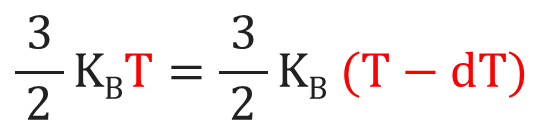 3/2 K_B T = 3/2 K_B (T − dT)